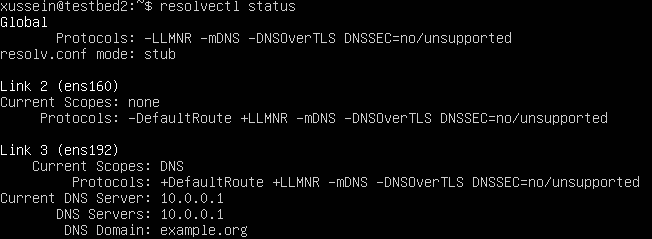 xussein@testbed2:~$ resolvectl status
Global
Protocols: -LLMNR -mDNS -DNSOverTLS DNSSEC=no/unsupported
resolv.conf mode: stub
Link 2 (ens160)
Current Scopes: none
Protocols: -DefaultRoute +LLMNR -mDNS -DNSOverTLS DNSSEC=no/unsupported
Link 3 (ens192)
Current Scopes: DNS
Protocols: +DefaultRoute +LLMNR -mDNS -DNSOverTLS DNSSEC=no/unsupported
Current DNS Server: 10.0.0.1
DNS Servers: 10.0.0.1
DNS Domain: example.org